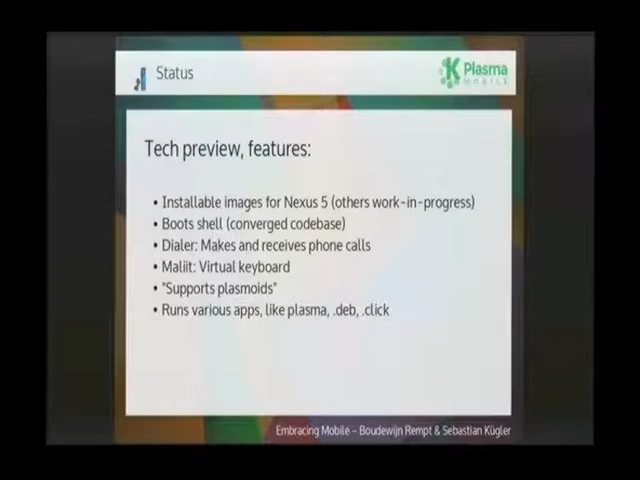 Status
Plasma
MOBILE
Tech preview, features:
• Installable images for Nexus 5 (others work-in-progress)
• Boots shell (converged codebase)
• Dialer: Makes and receives phone calls
• Maliit: Virtual keyboard
• "Supports plasmoids"
• Runs various apps, like plasma, .deb, .click
Embracing Mobile – Boudewijn Rempt & Sebastian Kügler